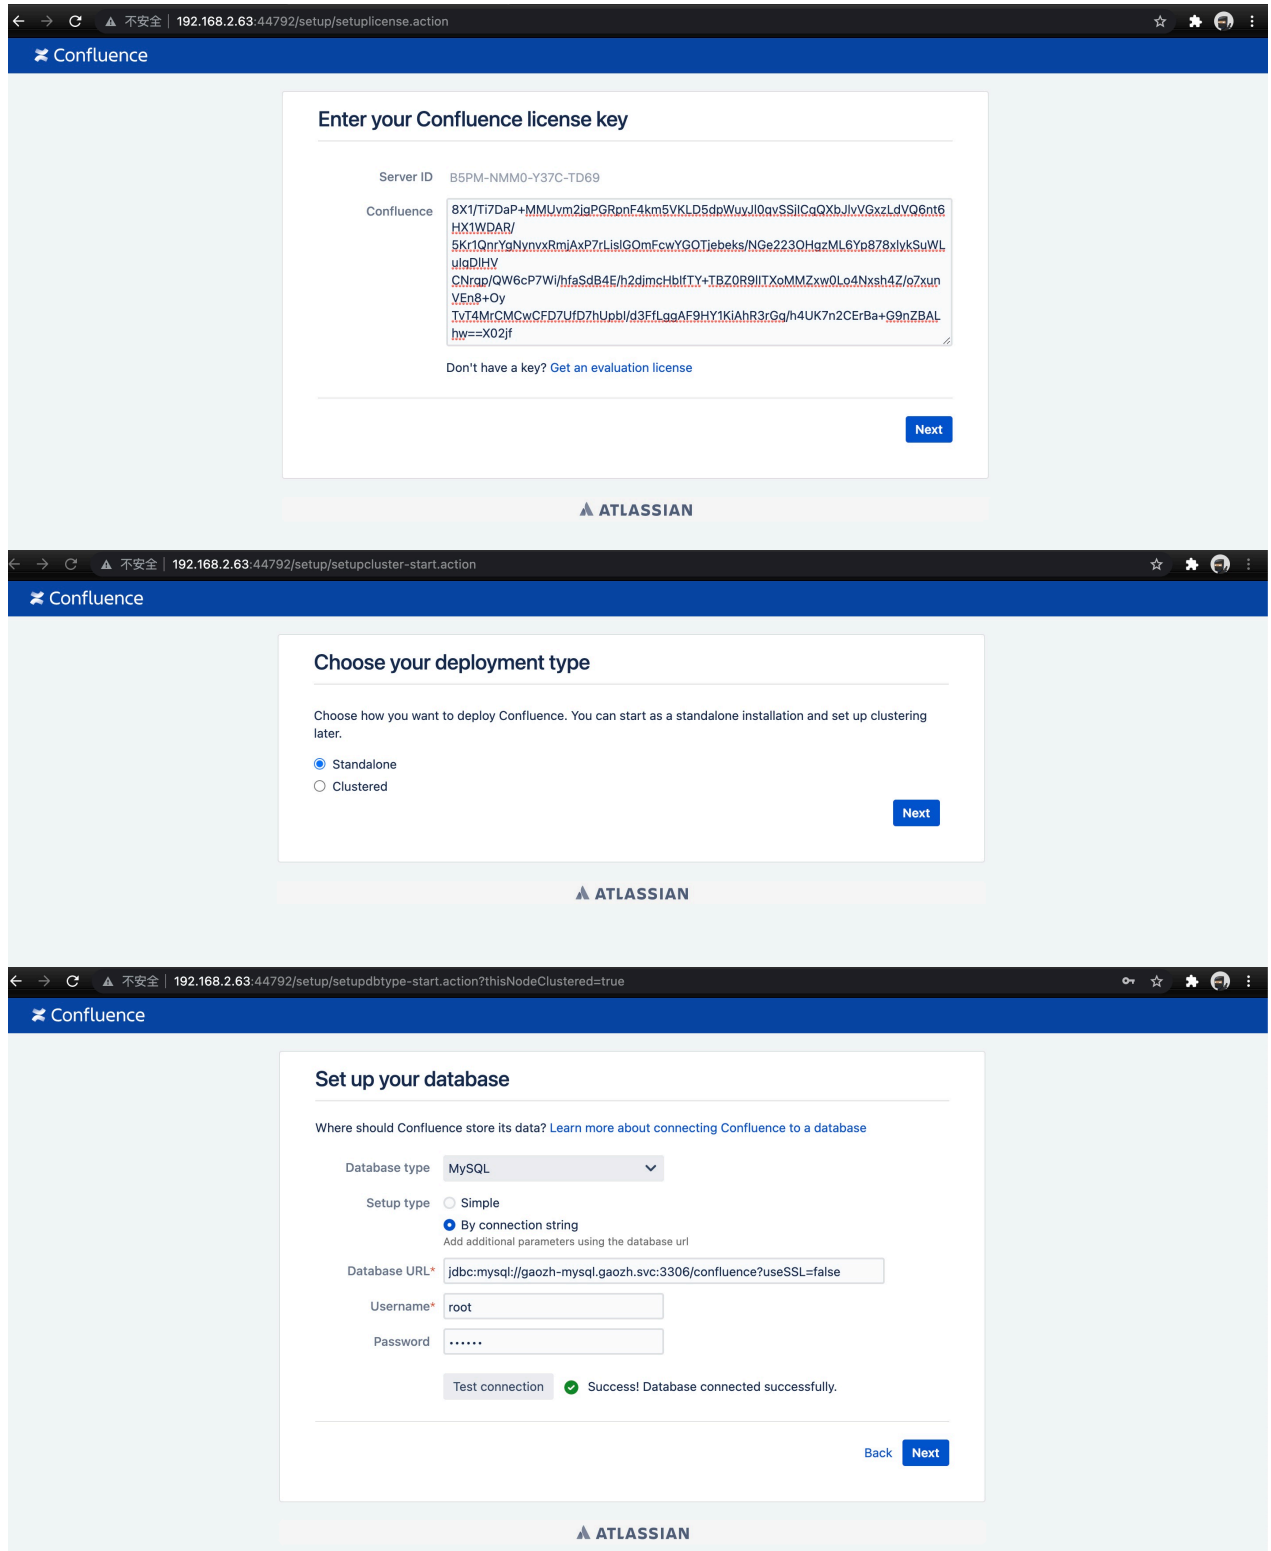 不安全 | 192.168.2.63:44792/setup/setuplicense.action
Confluence
Enter your Confluence license key
Server ID B5PM-NMM0-Y37C-TD69
Confluence 8X1/Ti7DaP+MMUvm2jgPGRpnF4km5VKLD5dpWuyJl0qvSSjlCqQXbJlvVGxzLdVQ6nt6
HX1WDAR/
5Kr1QnrYgNynvxRmjAxP7rLislGOmFcwYGOTjebeks/NGe223OHgzML6Yp878xlykSuWL
uIqDlHV
CNrqp/QW6cP7Wi/hfaSdB4E/h2djmcHbIfTY+TBZ0R9IITXoMMZxw0Lo4Nxsh4Z/o7xun
VEn8+Oy
TvT4MrCMCwCFD7UfD7hUpbl/d3FfLgqAF9HY1KiAhR3rGq/h4UK7n2CErBa+G9nZBAL
hw==X02jf
Don't have a key? Get an evaluation license
Next
ATLASSIAN
不安全 | 192.168.2.63:44792/setup/setupcluster-start.action
Confluence
Choose your deployment type
Choose how you want to deploy Confluence. You can start as a standalone installation and set up clustering
later.
Standalone
Clustered
Next
ATLASSIAN
不安全 | 192.168.2.63:44792/setup/setupdbtype-start.action?thisNodeClustered=true
Confluence
Set up your database
Where should Confluence store its data? Learn more about connecting Confluence to a database
Database type MySQL
Setup type Simple
By connection string
Add additional parameters using the database url
Database URL* jdbc:mysql://gaozh-mysql.gaozh.svc:3306/confluence?useSSL=false
Username* root
Password ••••••
Test connection Success! Database connected successfully.
Back Next
ATLASSIAN